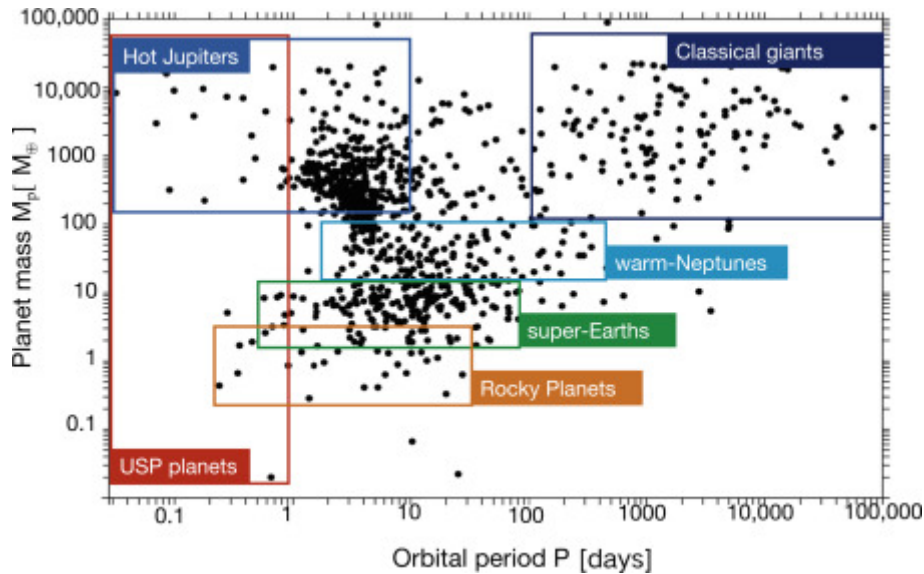 100,000
10,000
1000
100
10
1
0.1
Planet mass Mₚ[ M⊕ ]
Hot Jupiters
Classical giants
warm-Neptunes
super-Earths
Rocky Planets
USP planets
0.1 1 10 100 1000 10,000 100,000
Orbital period P [days]